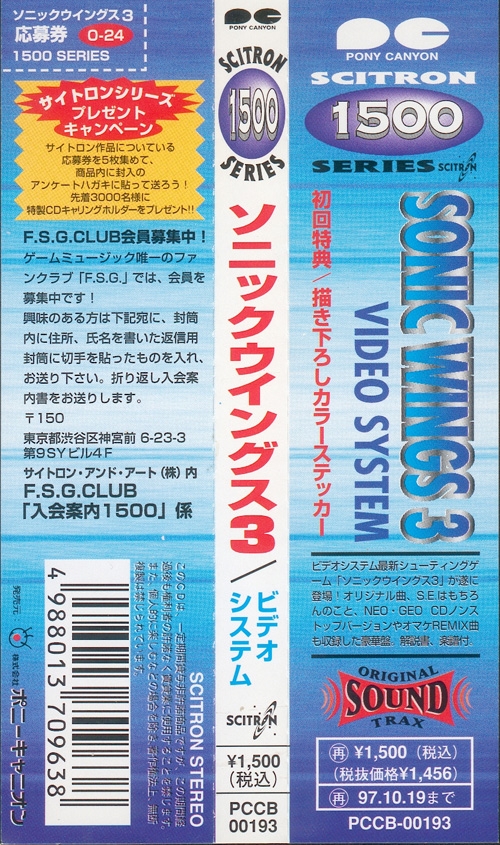 ソニックウイングス3
応募券 O-24
1500 SERIES
サイトロンシリーズ
プレゼント
キャンペーン
サイトロン作品についている
応募券を5枚集めて、
商品内に封入の
アンケートハガキに貼って送ろう!
先着3000名様に
特製CDキャリングホルダーをプレゼント!!
F.S.G.CLUB会員募集中!
ゲームミュージック唯一のファ
ンクラブ「F.S.G.」では、会員を
募集中です!
興味のある方は下記宛に、封筒
内に住所、氏名を書いた返信用
封筒に切手を貼ったものを入れ、
お送り下さい。折り返し入会案
内書をお送りします。
〒150
東京都渋谷区神宮前 6-23-3
第9SYビル4F
サイトロン・アンド・アート(株)内
F.S.G.CLUB
「入会案内1500」係
発売元
株式会社 ポニーキャニオン
4 988013 709638
SCITRON STEREO
PONY CANYON
SCITRON
1500
SERIES
ソニックウイングス3/ビデオシステム
SCITRON
¥1,500
(税込)
PCCB
00193
PONY CANYON
SCITRON
1500
SERIES SCITRON
SONIC WINGS 3
VIDEO SYSTEM
初回特典/描き下ろしカラーステッカー
ビデオシステム最新シューティングゲ
ーム「ソニックウイングス3」が遂に
登場!オリジナル曲、S.E.はもちろ
んのこと、NEO・GEO CDノンス
トップバージョンやオマケREMIX曲
も収録した豪華盤。解説書、楽譜付。
ORIGINAL
SOUND
TRAX
再 ¥1,500(税込)
(税抜価格¥1,456)
再 97.10.19まで
PCCB-00193